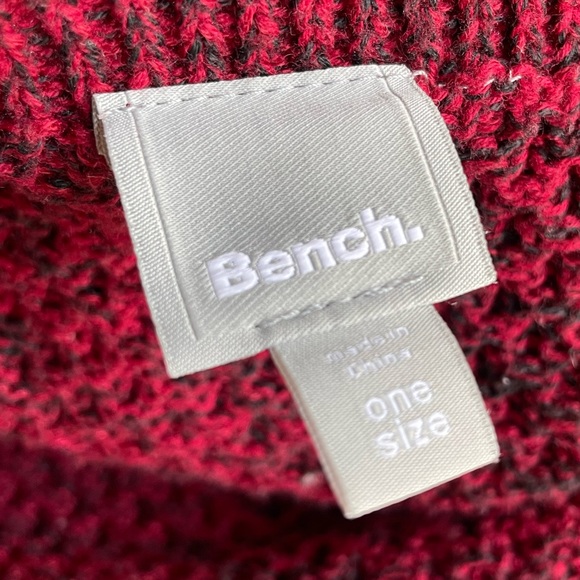 Bench.
made in
China
one
size